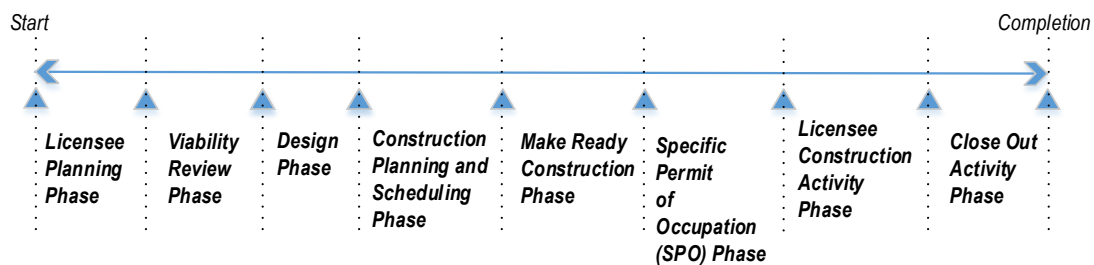 Start
Completion
Licensee
Planning
Phase
Viability
Review
Phase
Design
Phase
Construction
Planning and
Scheduling
Phase
Make Ready
Construction
Phase
Specific
Permit
of
Occupation
(SPO) Phase
Licensee
Construction
Activity
Phase
Close Out
Activity
Phase